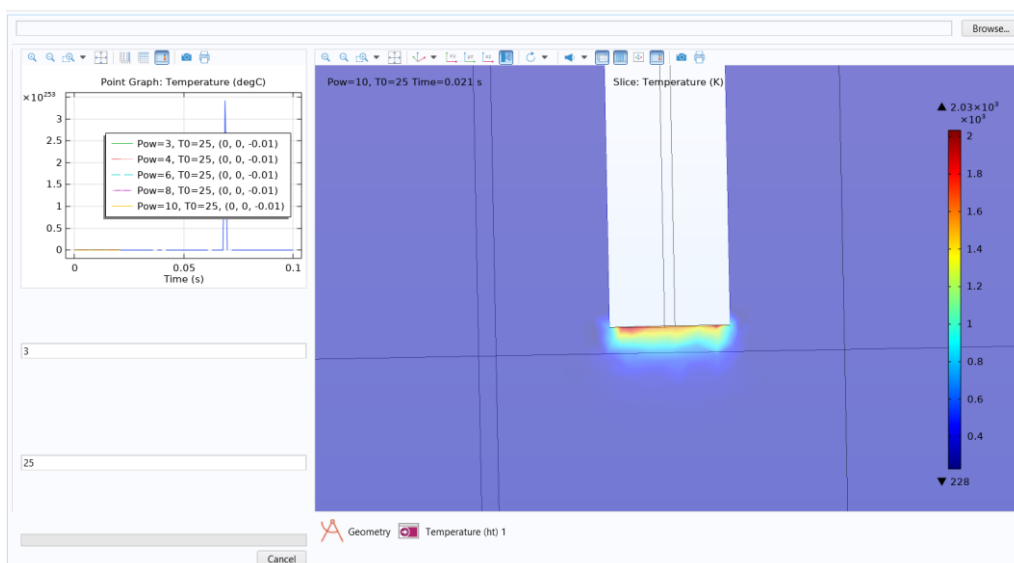 Browse...
Point Graph: Temperature (degC)
×10²⁵³
3.5
3
2.5
2
1.5
1
0.5
0
Pow=3, T0=25, (0, 0, -0.01)
Pow=4, T0=25, (0, 0, -0.01)
Pow=6, T0=25, (0, 0, -0.01)
Pow=8, T0=25, (0, 0, -0.01)
Pow=10, T0=25, (0, 0, -0.01)
0 0.05 0.1
Time (s)
3
25
Cancel
Pow=10, T0=25 Time=0.021 s
Slice: Temperature (K)
▲ 2.03×10³
×10³
2
1.8
1.6
1.4
1.2
1
0.8
0.6
0.4
▼ 228
Geometry Temperature (ht) 1